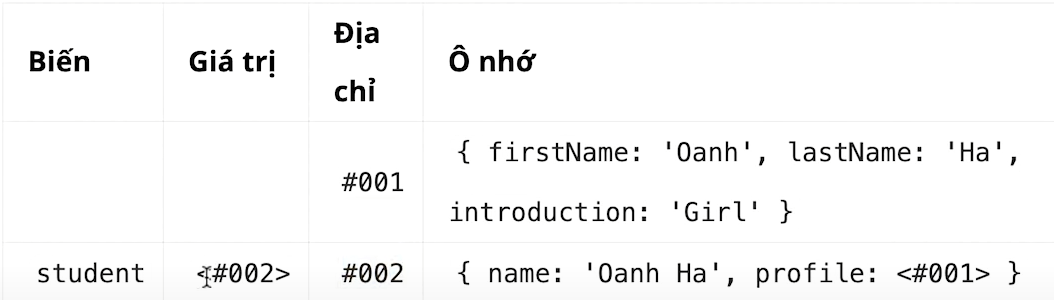 Biến Giá trị Địa chỉ Ô nhớ
#001 { firstName: 'Oanh', lastName: 'Ha',
introduction: 'Girl' }
student <#002> #002 { name: 'Oanh Ha', profile: <#001> }